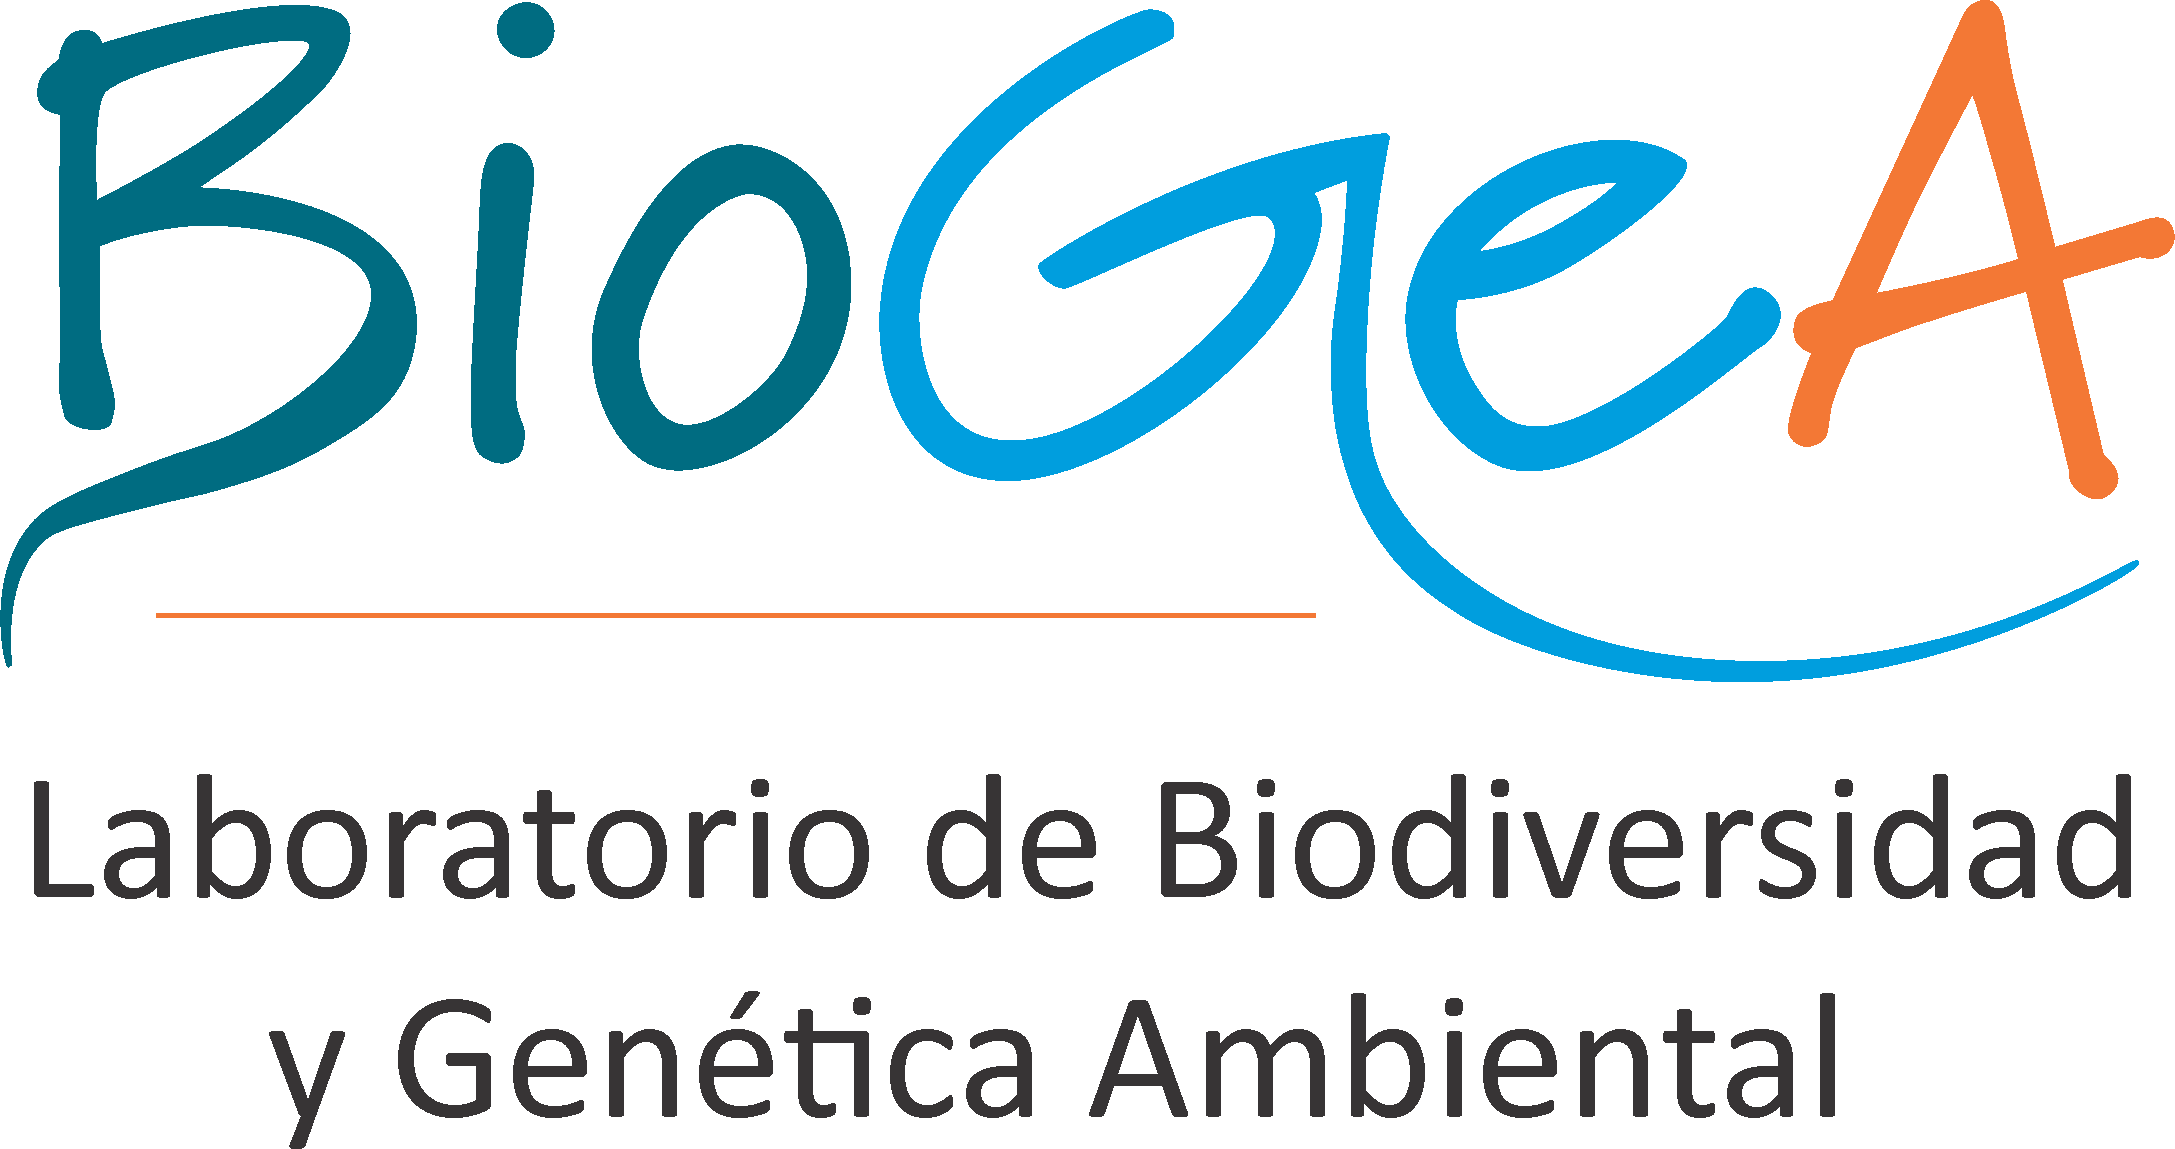 BioGeA
Laboratorio de Biodiversidad
y Genética Ambiental